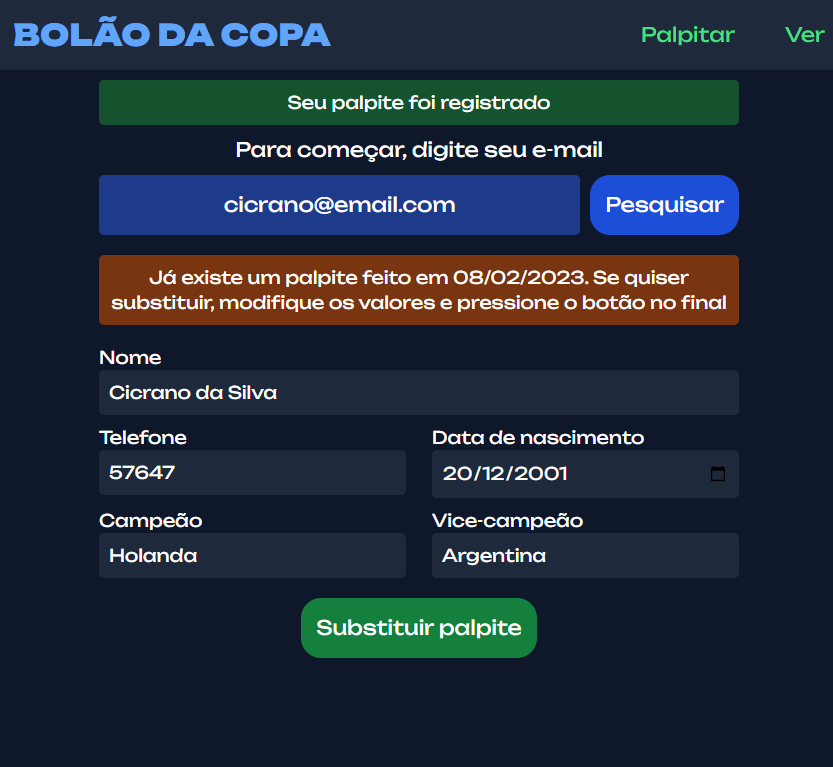 BOLÃO DA COPA
Palpitar
Ver
Seu palpite foi registrado
Para começar, digite seu e-mail
cicrano@email.com
Pesquisar
Já existe um palpite feito em 08/02/2023. Se quiser
substituir, modifique os valores e pressione o botão no final
Nome
Cicrano da Silva
Telefone
57647
Data de nascimento
20/12/2001
Campeão
Holanda
Vice-campeão
Argentina
Substituir palpite